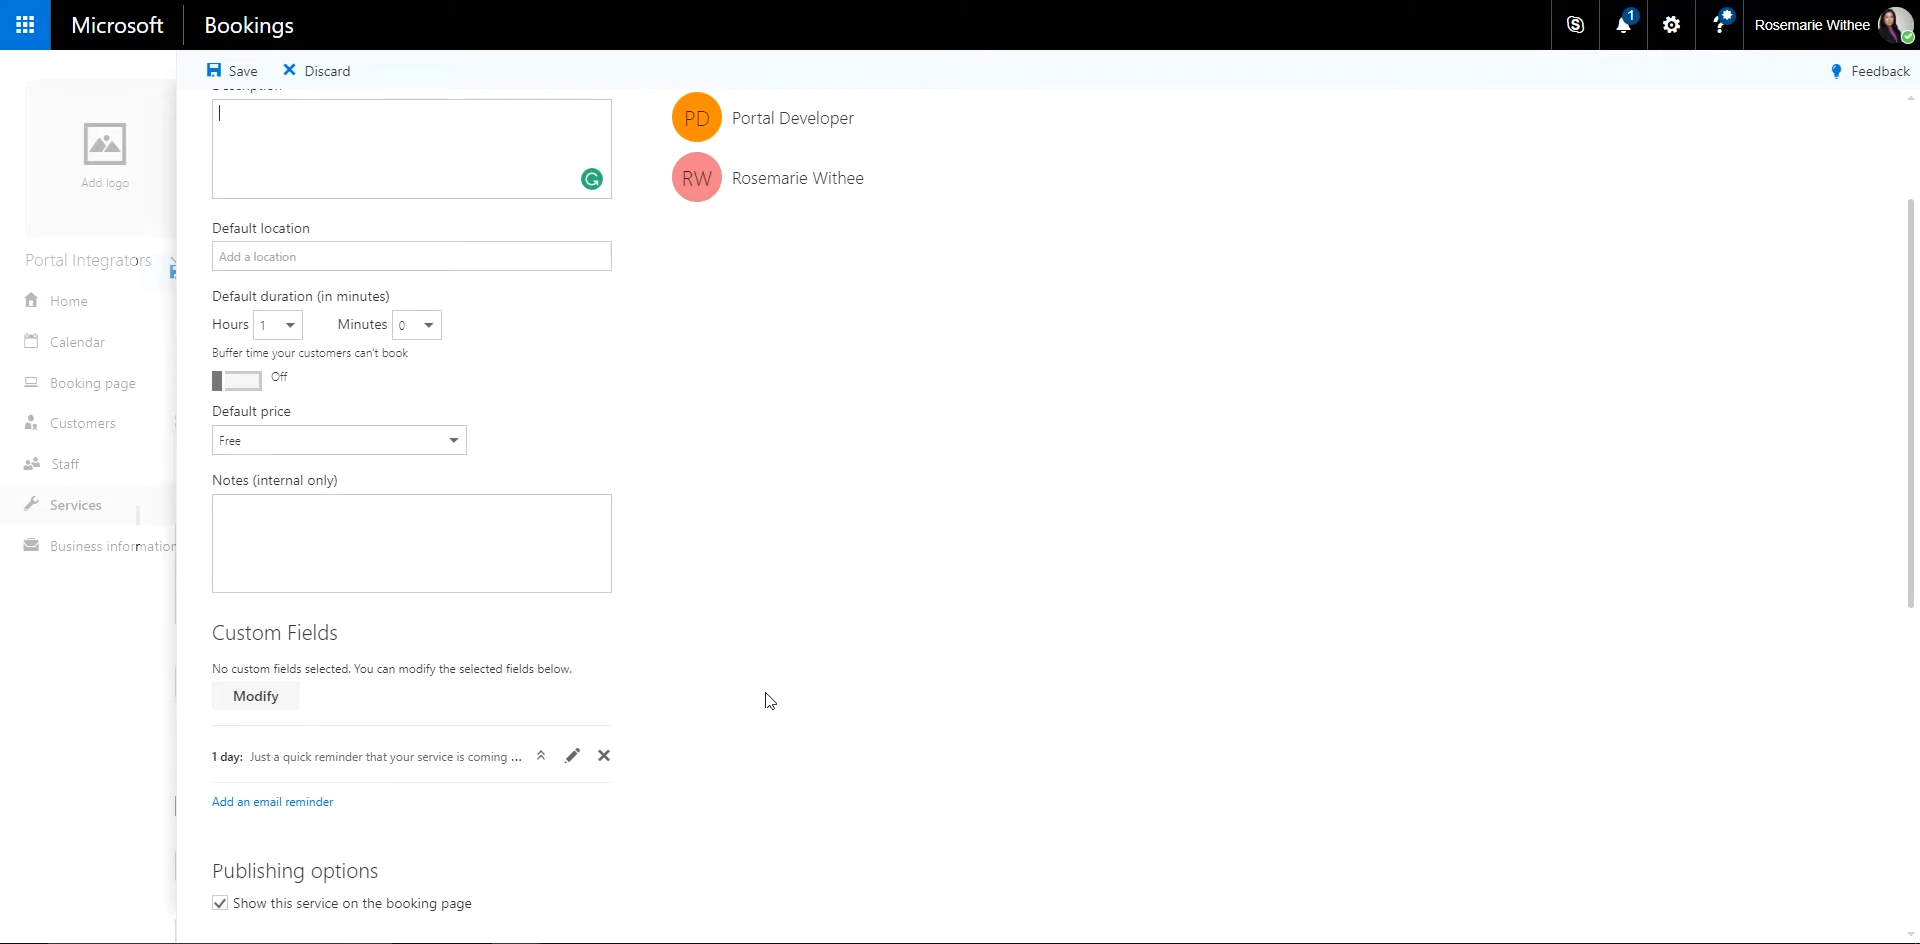 Microsoft Bookings
1
Rosemarie Withee
Save Discard Feedback
Description
Add logo
Portal Integrators
Home
Calendar
Booking page
Customers
Staff
Services
Business information
PD Portal Developer
RW Rosemarie Withee
Default location
Add a location
Default duration (in minutes)
Hours 1 Minutes 0
Buffer time your customers can't book
Off
Default price
Free
Notes (internal only)
Custom Fields
No custom fields selected. You can modify the selected fields below.
Modify
1 day: Just a quick reminder that your service is coming ...
Add an email reminder
Publishing options
Show this service on the booking page